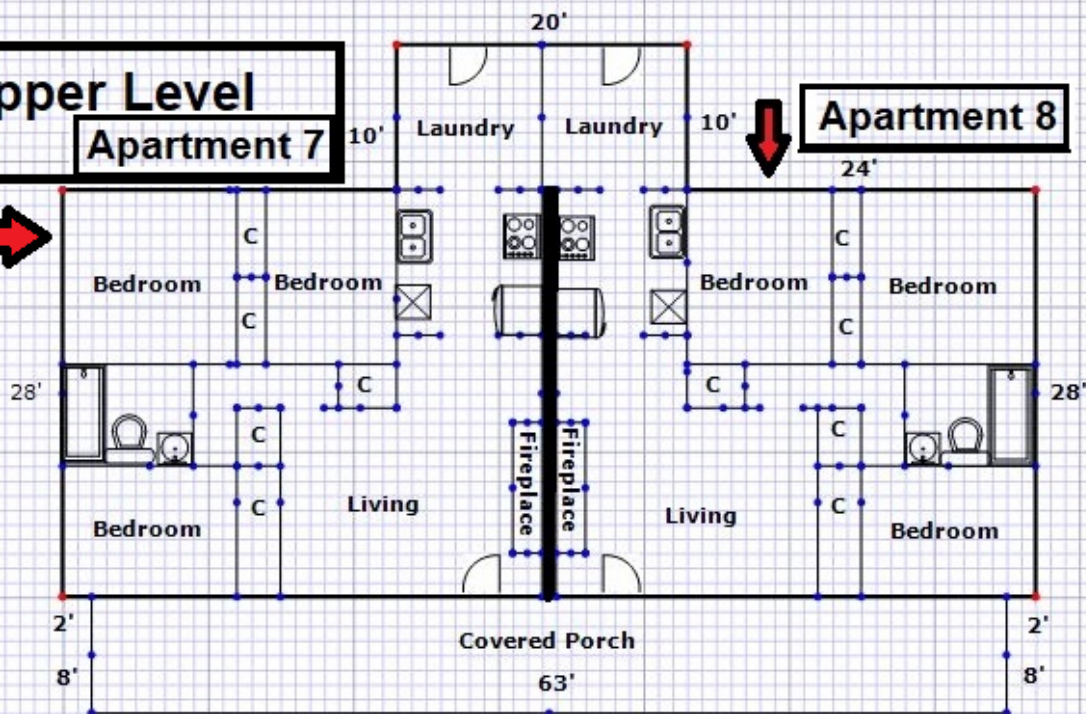 20'
pper Level
Apartment 7
Apartment 8
10'
Laundry
Laundry
10'
24'
C
C
Bedroom
Bedroom
Bedroom
Bedroom
C
C
28'
C
C
28'
C
C
Fireplace
Fireplace
C
C
Living
Living
Bedroom
Bedroom
2'
2'
Covered Porch
8'
63'
8'